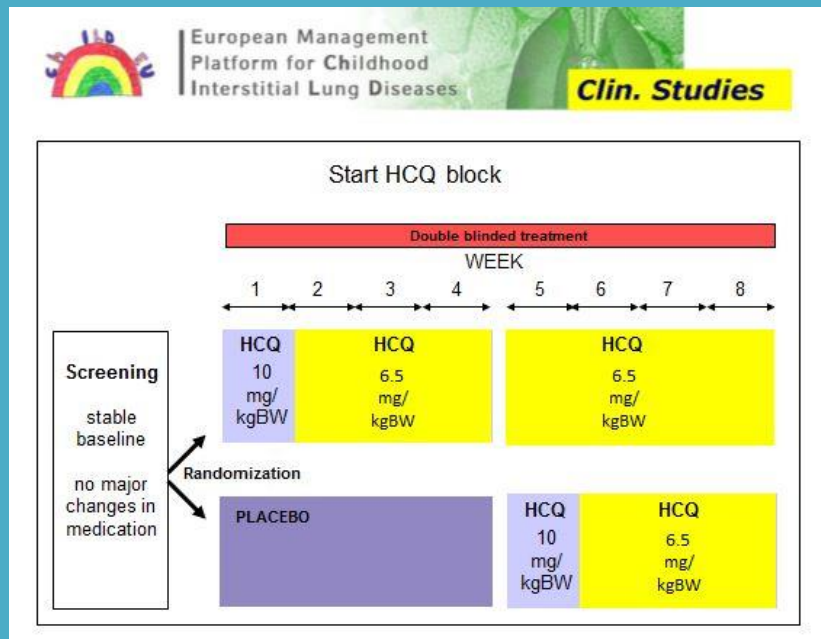 CHILD EU
European Management
Platform for Childhood
Interstitial Lung Diseases
Clin. Studies
Start HCQ block
Double blinded treatment
WEEK
1 2 3 4 5 6 7 8
Screening
stable
baseline
no major
changes in
medication
Randomization
HCQ
10
mg/
kgBW
HCQ
6.5
mg/
kgBW
HCQ
6.5
mg/
kgBW
PLACEBO
HCQ
10
mg/
kgBW
HCQ
6.5
mg/
kgBW